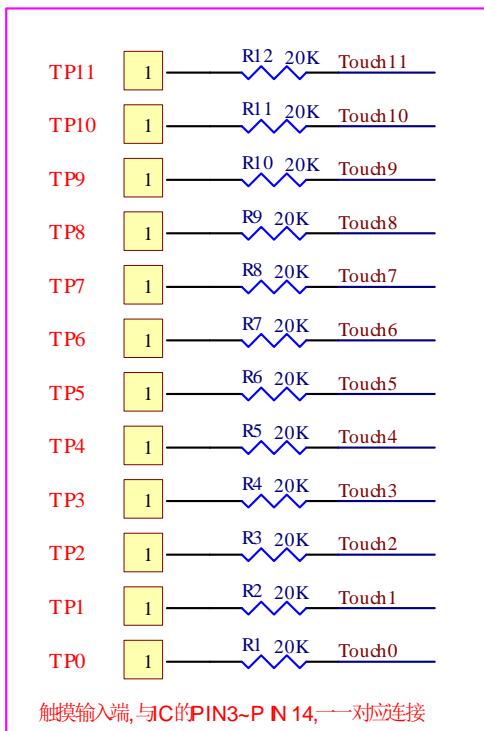 TP11 1 R12 20K Touch11
TP10 1 R11 20K Touch10
TP9 1 R10 20K Touch9
TP8 1 R9 20K Touch8
TP7 1 R8 20K Touch7
TP6 1 R7 20K Touch6
TP5 1 R6 20K Touch5
TP4 1 R5 20K Touch4
TP3 1 R4 20K Touch3
TP2 1 R3 20K Touch2
TP1 1 R2 20K Touch1
TP0 1 R1 20K Touch0
触摸输入端,与IC的PIN3~PIN14,一一对应连接